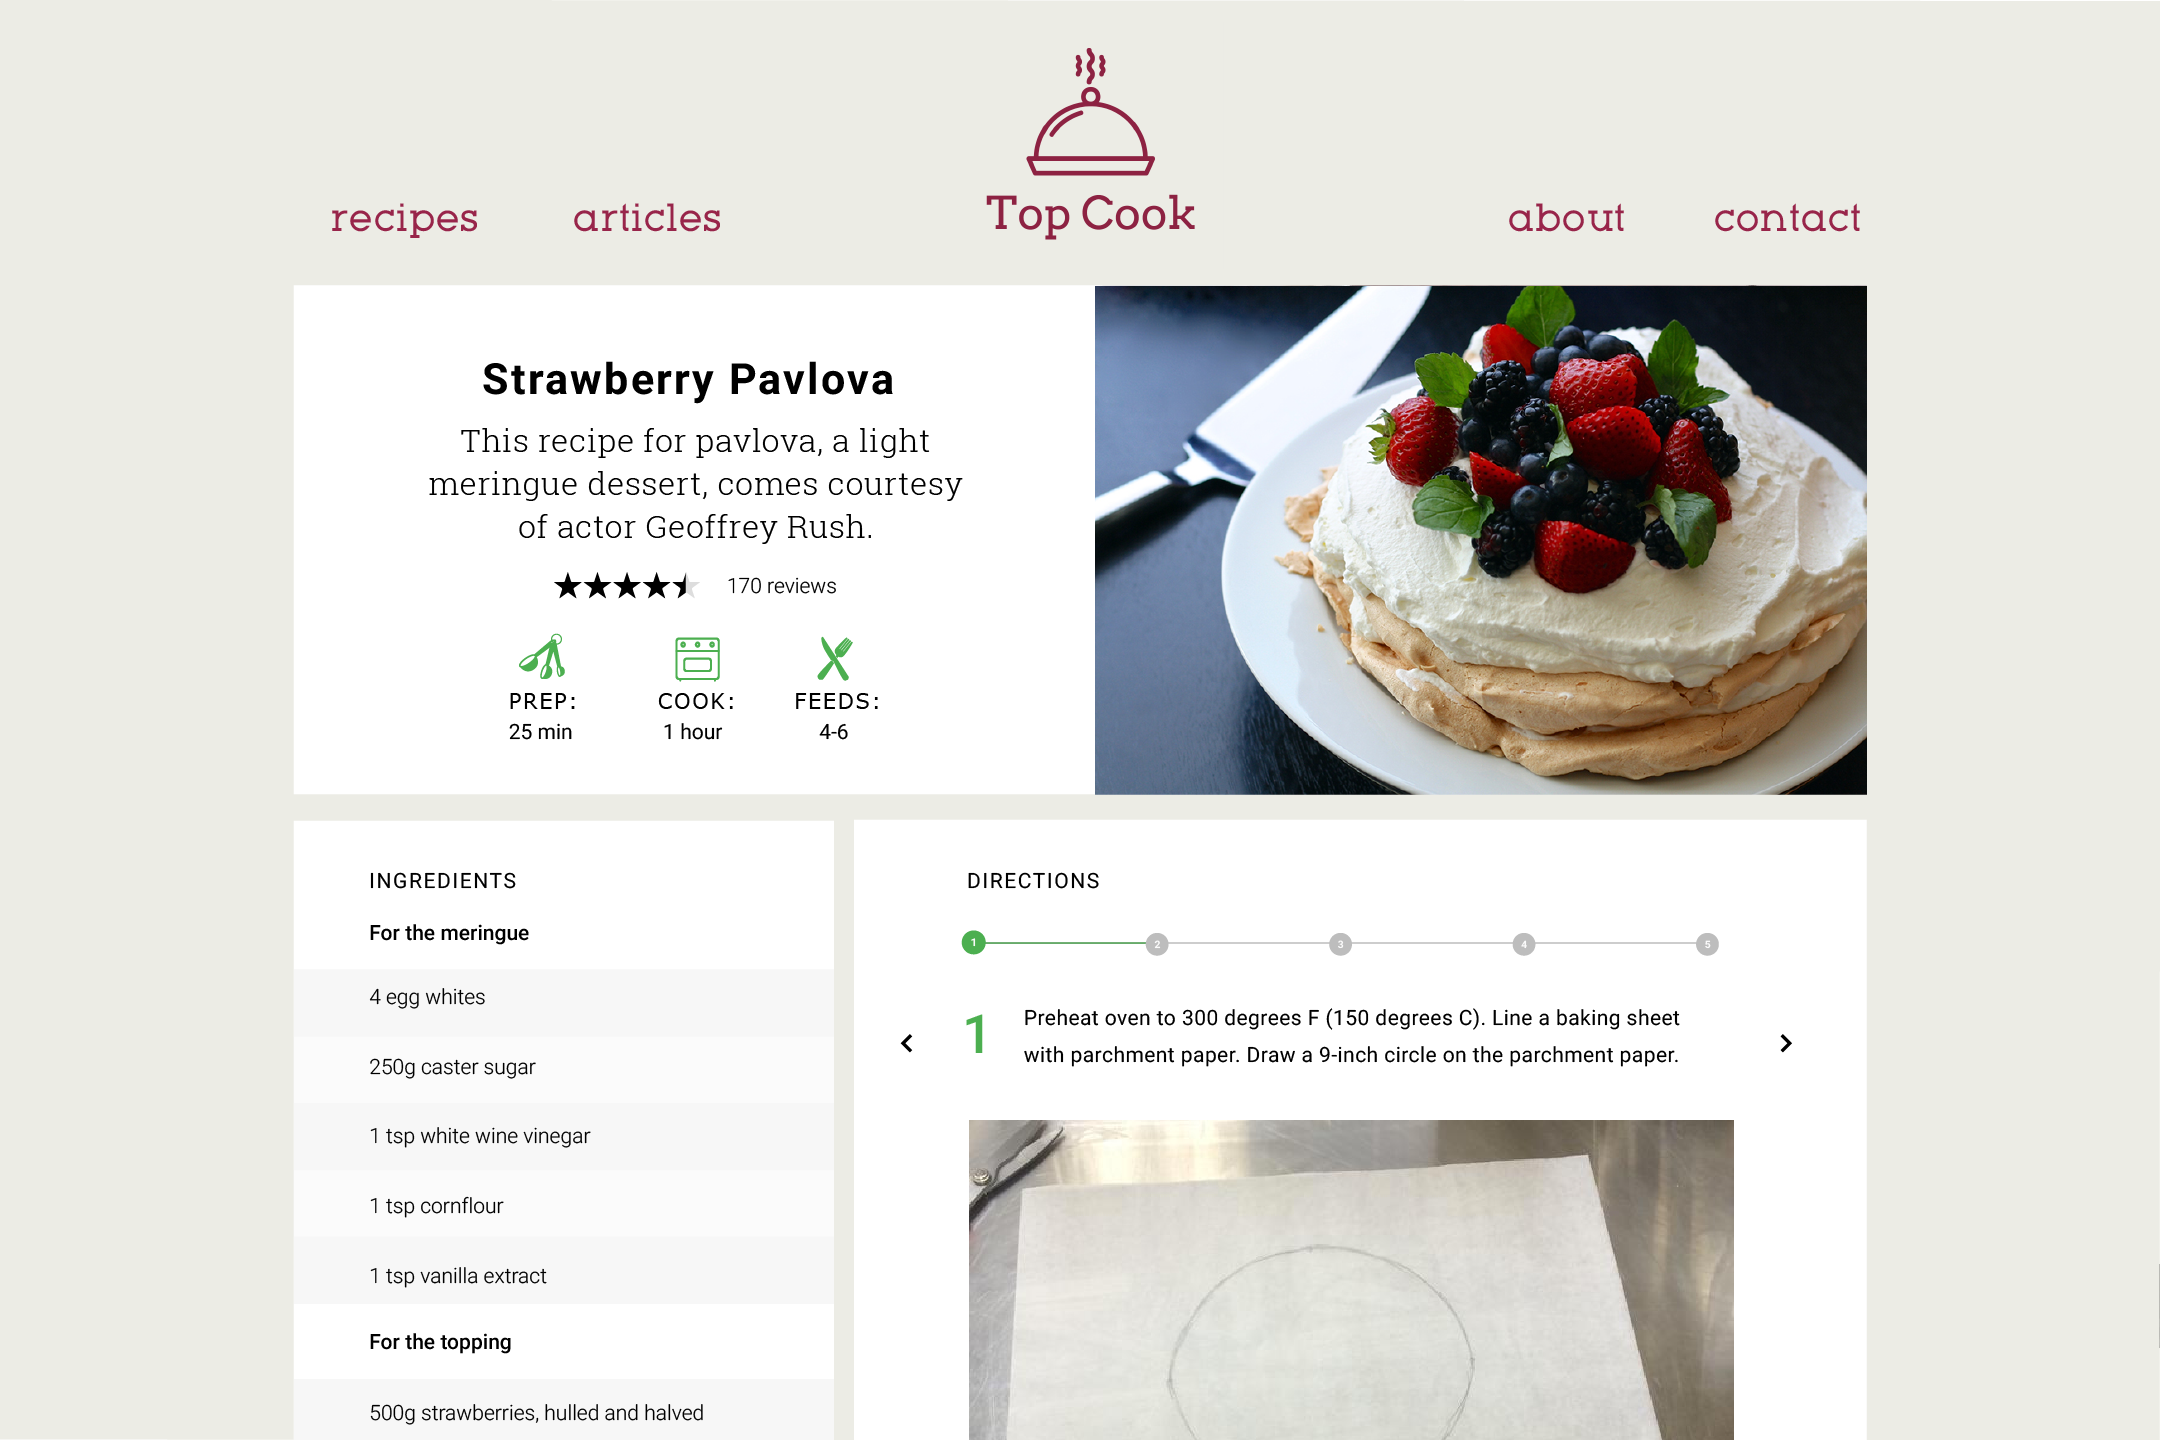 Top Cook
recipes
articles
about
contact
Strawberry Pavlova
This recipe for pavlova, a light
meringue dessert, comes courtesy
of actor Geoffrey Rush.
170 reviews
PREP:
25 min
COOK:
1 hour
FEEDS:
4-6
INGREDIENTS
For the meringue
4 egg whites
250g caster sugar
1 tsp white wine vinegar
1 tsp cornflour
1 tsp vanilla extract
For the topping
500g strawberries, hulled and halved
DIRECTIONS
1 2 3 4 5
1
Preheat oven to 300 degrees F (150 degrees C). Line a baking sheet
with parchment paper. Draw a 9-inch circle on the parchment paper.